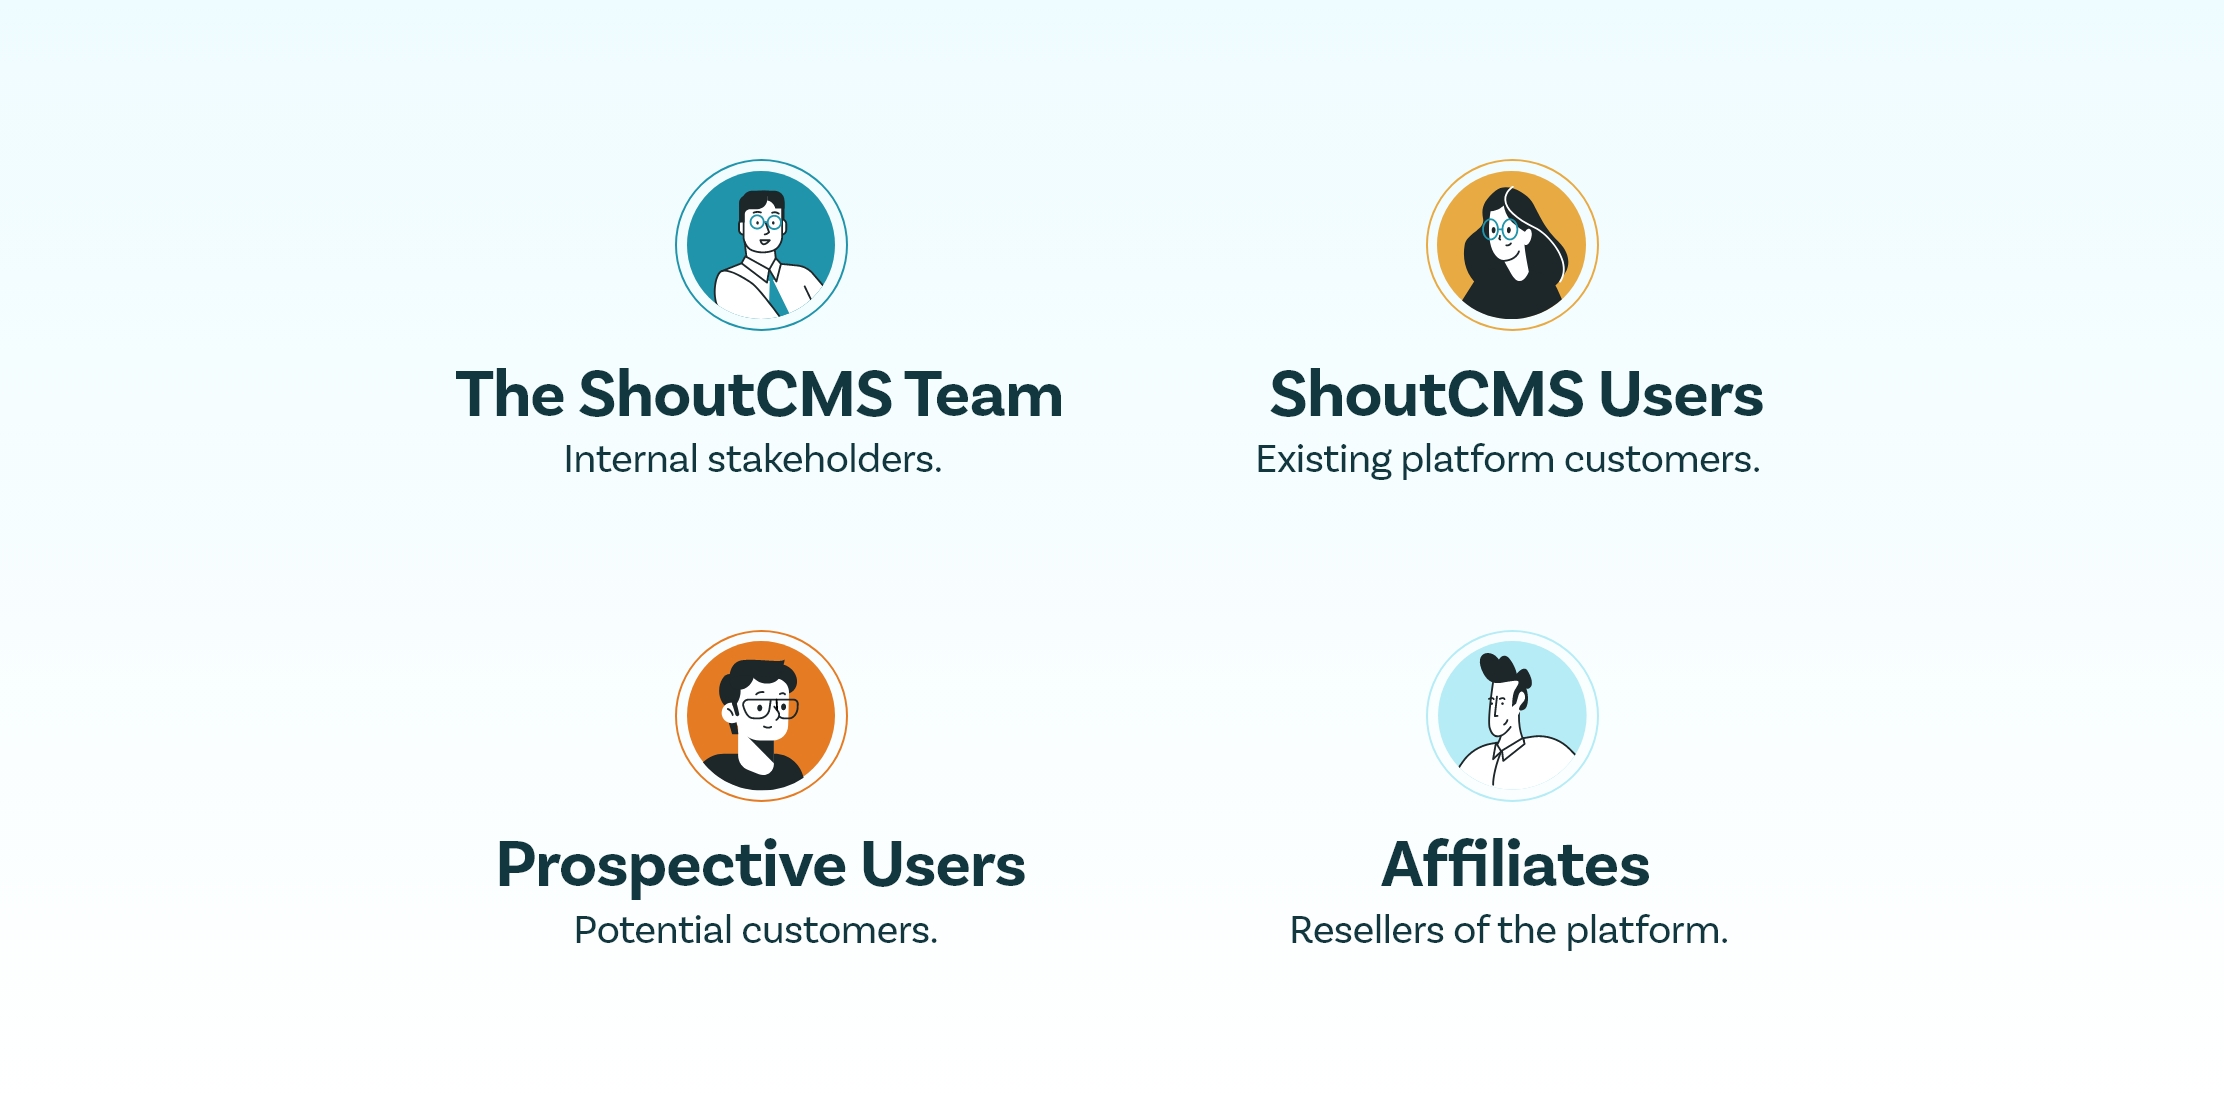 The ShoutCMS Team
Internal stakeholders.
ShoutCMS Users
Existing platform customers.
Prospective Users
Potential customers.
Affiliates
Resellers of the platform.